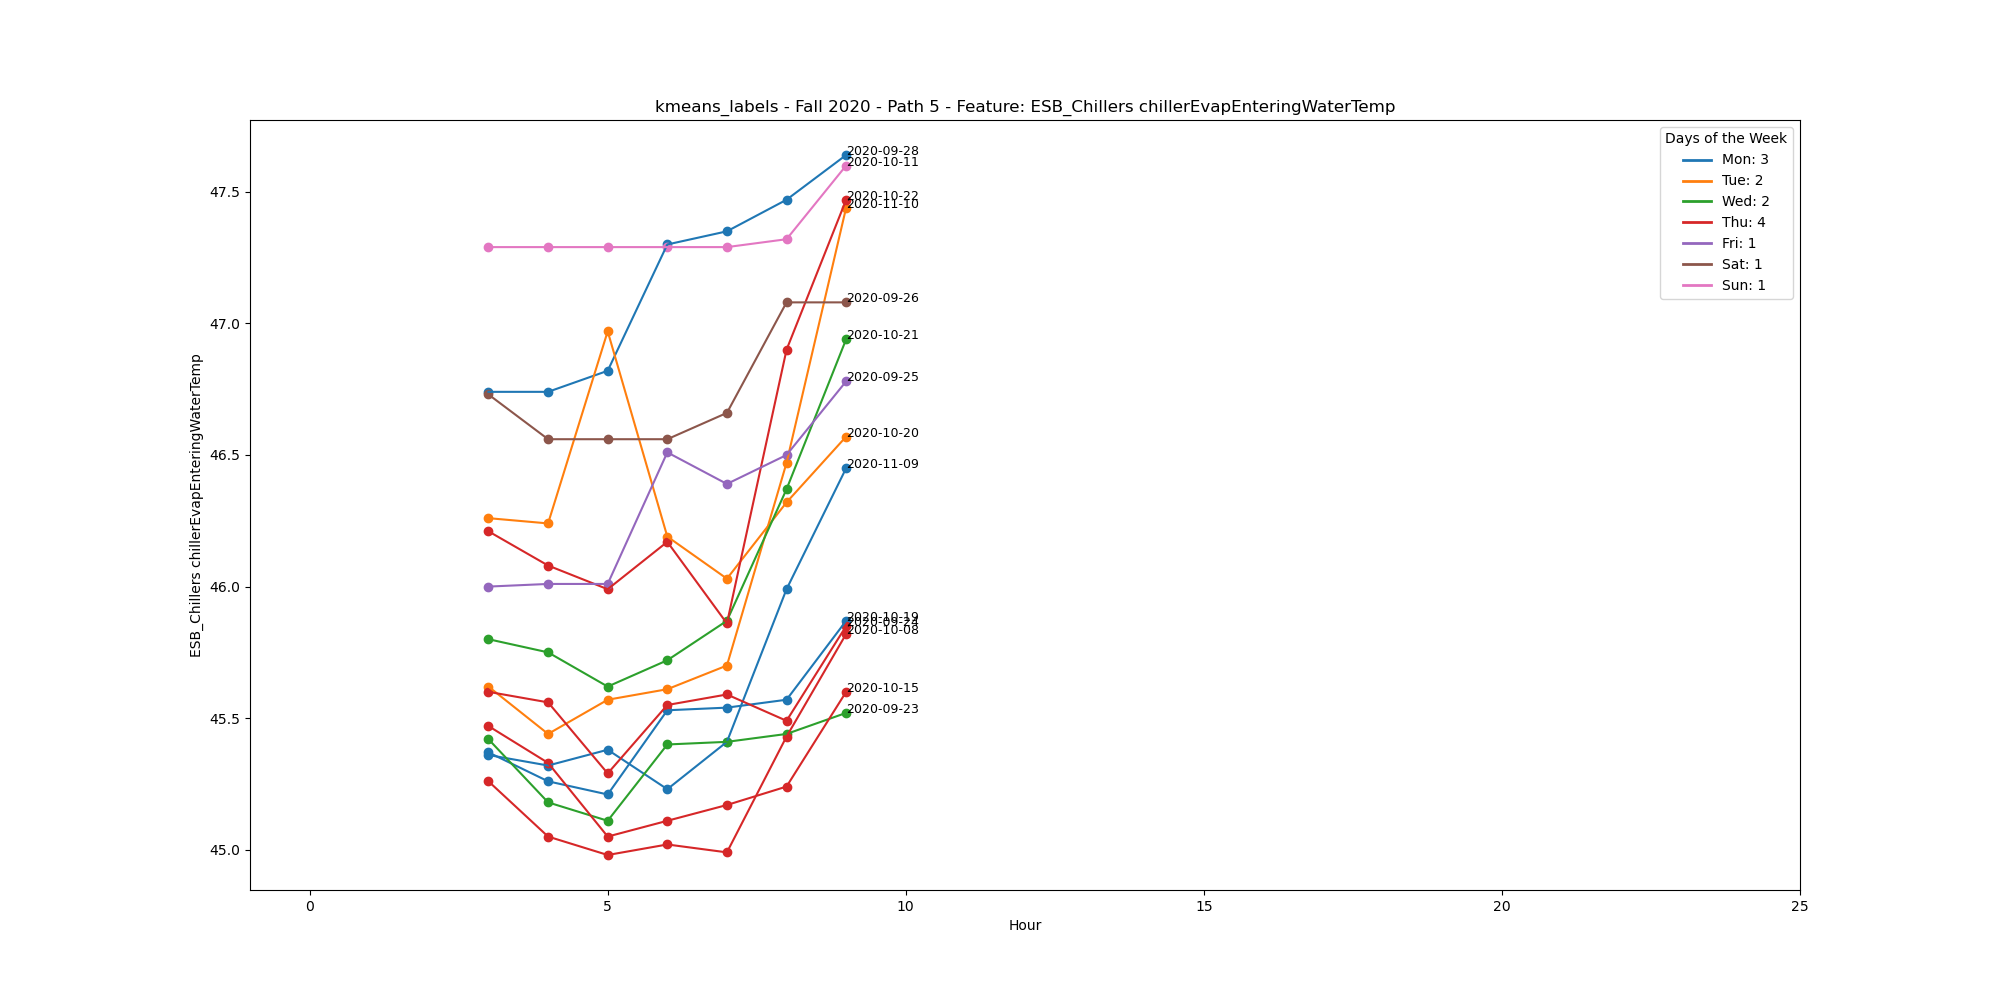 kmeans_labels - Fall 2020 - Path 5 - Feature: ESB_Chillers chillerEvapEnteringWaterTemp
Days of the Week
Mon: 3
Tue: 2
Wed: 2
Thu: 4
Fri: 1
Sat: 1
Sun: 1
2020-09-28
2020-10-11
2020-10-22
2020-11-10
2020-09-26
2020-10-21
2020-09-25
2020-10-20
2020-11-09
2020-10-19
2020-09-24
2020-10-08
2020-10-15
2020-09-23
47.5
47.0
46.5
46.0
45.5
45.0
ESB_Chillers chillerEvapEnteringWaterTemp
0 5 10 15 20 25
Hour